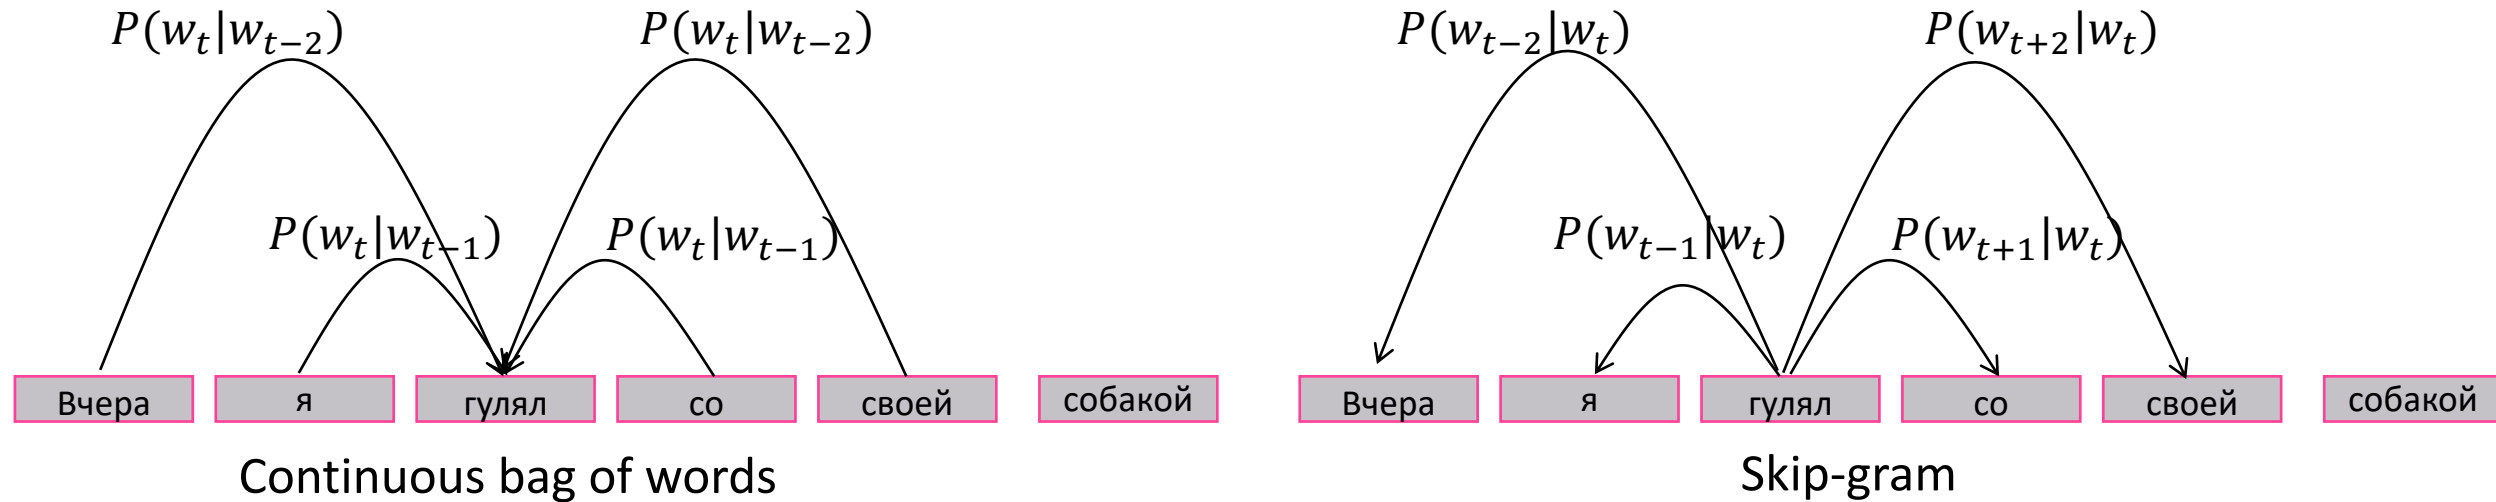 P(w_t|w_{t−2}) P(w_t|w_{t−2}) P(w_{t−2}|w_t) P(w_{t+2}|w_t)
P(w_t|w_{t−1}) P(w_t|w_{t−1}) P(w_{t−1}|w_t) P(w_{t+1}|w_t)
Вчера я гулял со своей собакой Вчера я гулял со своей собакой
Continuous bag of words Skip-gram